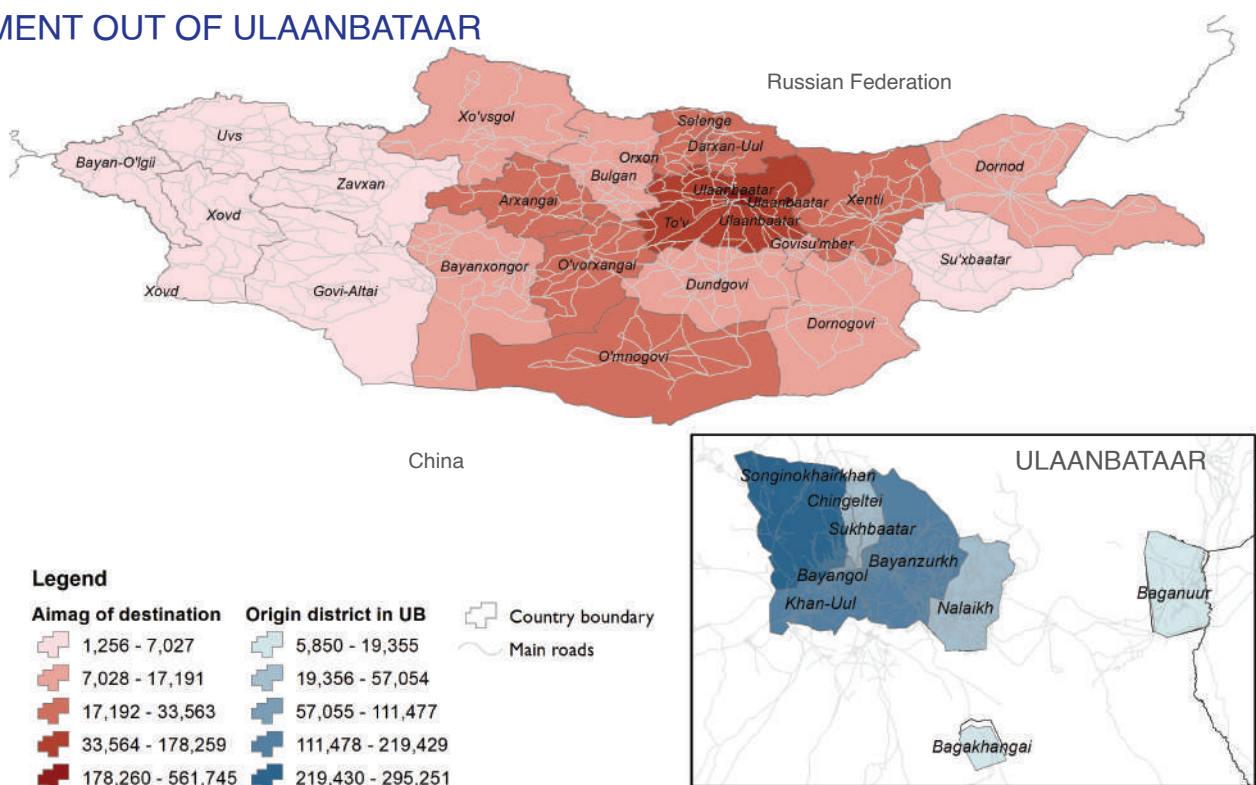 MENT OUT OF ULAANBATAAR
Russian Federation
Xo'vsgol
Selenge
Uvs
Darxan-Uul
Bayan-O'lgii
Orxon
Dornod
Bulgan
Zavxan
Ulaanbaatar
Arxangai
Ulaanbaatar
Xentii
Xovd
To'v
Ulaanbaatar
Govisu'mber
Su'xbaatar
Bayanxongor
O'vorxangai
Dundgovi
Xovd
Govi-Altai
Dornogovi
O'mnogovi
China
ULAANBATAAR
Songinokhairkhan
Chingeltei
Sukhbaatar
Bayanzurkh
Bayangol
Baganuur
Khan-Uul
Nalaikh
Bagakhangai
Legend
Aimag of destination
1,256 - 7,027
7,028 - 17,191
17,192 - 33,563
33,564 - 178,259
178,260 - 561,745
Origin district in UB
5,850 - 19,355
19,356 - 57,054
57,055 - 111,477
111,478 - 219,429
219,430 - 295,251
Country boundary
Main roads